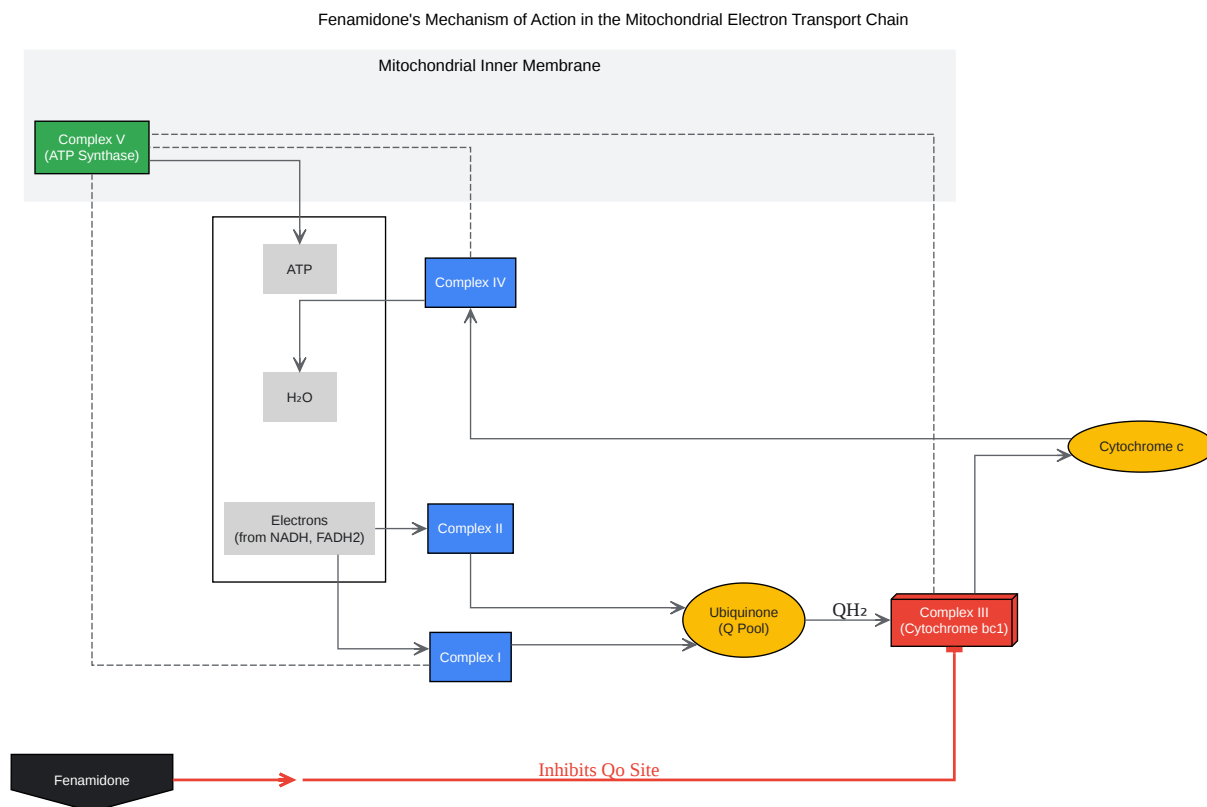 Fenamidone's Mechanism of Action in the Mitochondrial Electron Transport Chain
Mitochondrial Inner Membrane
Complex V
(ATP Synthase)
ATP
Complex IV
H₂O
Cytochrome c
Electrons
(from NADH, FADH2)
Complex II
Ubiquinone
(Q Pool)
QH₂
Complex III
(Cytochrome bc1)
Complex I
Inhibits Qo Site
Fenamidone